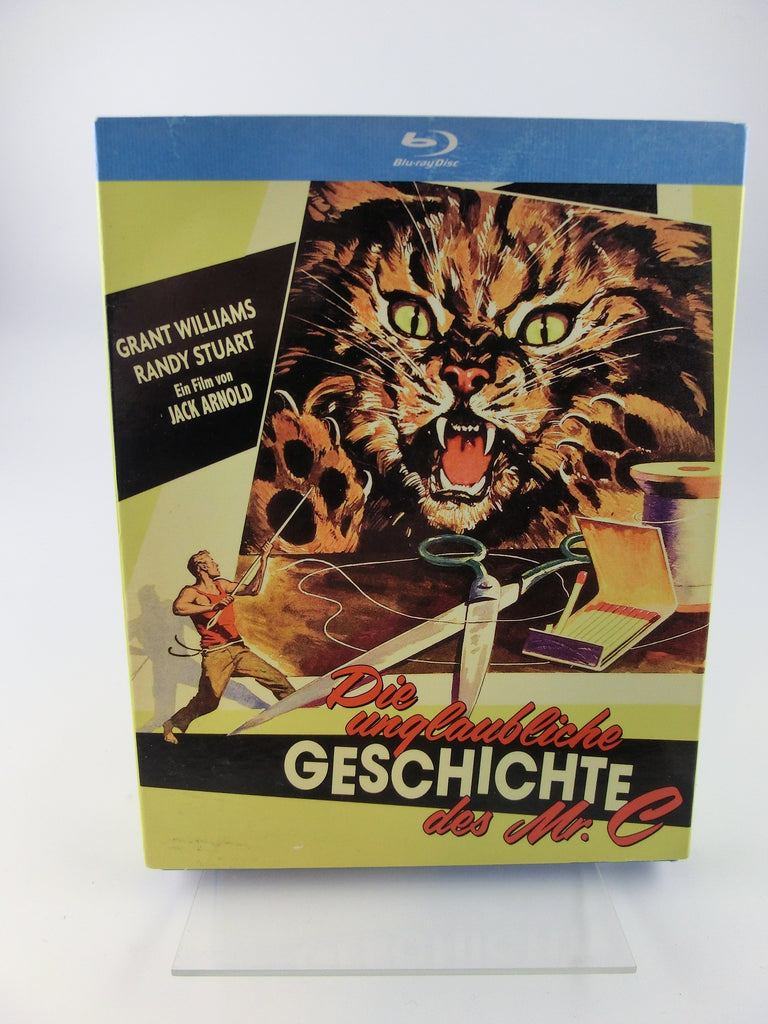 Blu-ray Disc
GRANT WILLIAMS
RANDY STUART
Ein Film von
JACK ARNOLD
Die
unglaubliche
GESCHICHTE
des Mr. C